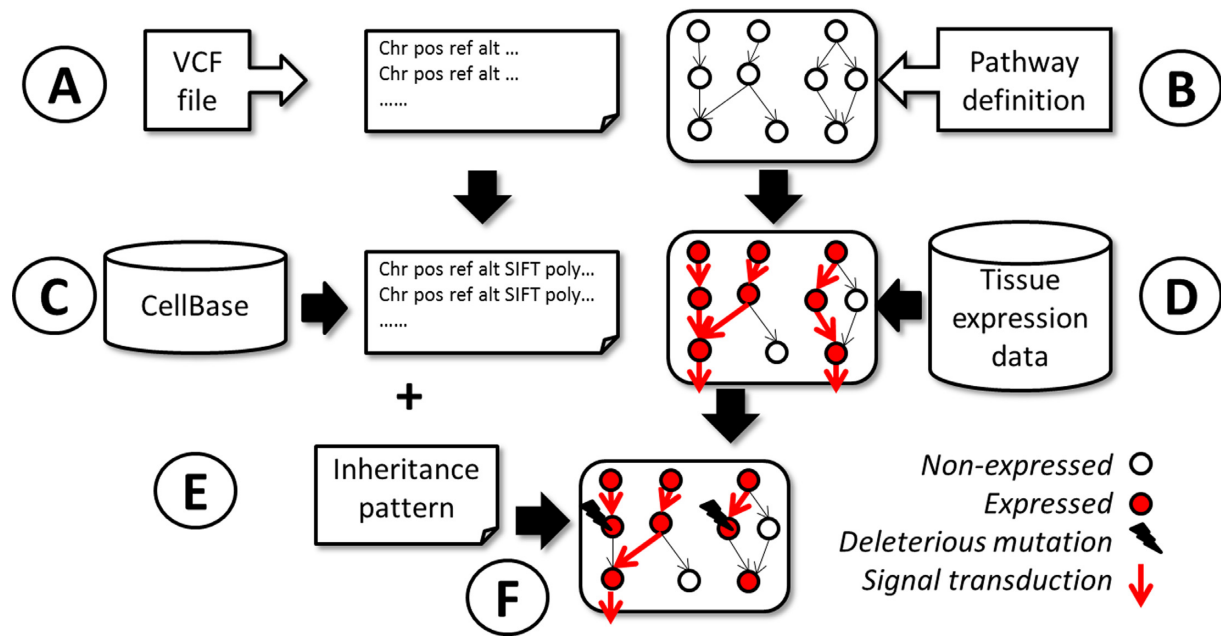 A
VCF
file
Chr pos ref alt ...
Chr pos ref alt ...
......
Pathway
definition
B
C
CellBase
Chr pos ref alt SIFT poly...
Chr pos ref alt SIFT poly...
......
Tissue
expression
data
D
+
E
Inheritance
pattern
F
Non-expressed
Expressed
Deleterious mutation
Signal transduction